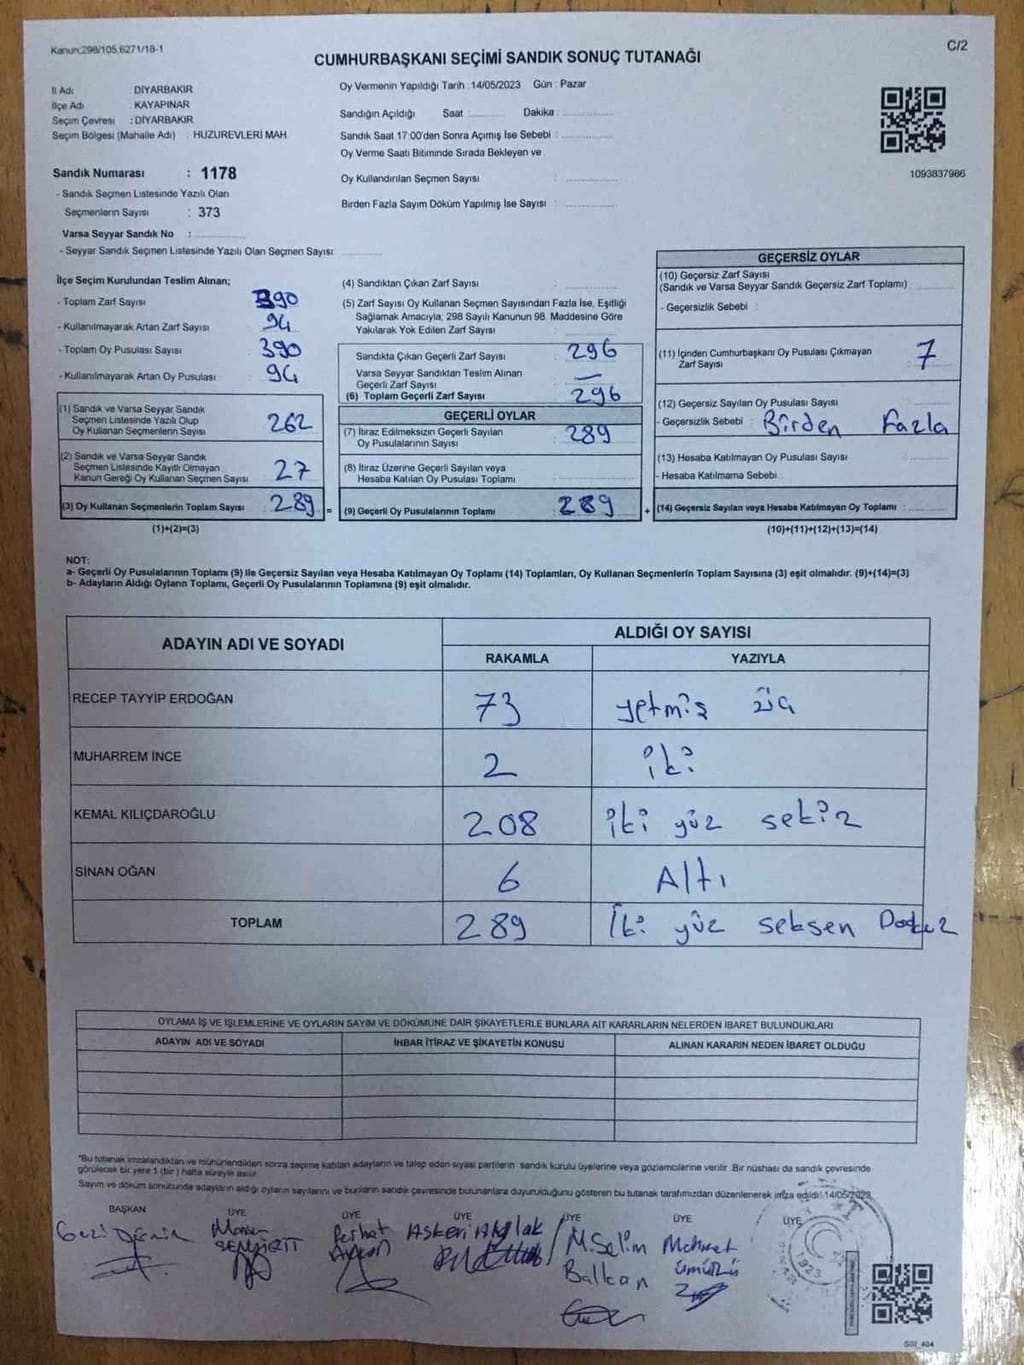 Kanun:298/105,6271/18-1
C/2
CUMHURBAŞKANI SEÇİMİ SANDIK SONUÇ TUTANAĞI
İl Adı : DİYARBAKIR
İlçe Adı : KAYAPINAR
Seçim Çevresi : DİYARBAKIR
Seçim Bölgesi (Mahalle Adı) : HUZUREVLERİ MAH.
Oy Vermenin Yapıldığı Tarih : 14/05/2023 Gün : Pazar
Sandığın Açıldığı Saat : Dakika :
Sandık Saat 17:00'den Sonra Açımış İse Sebebi :
Oy Verme Saati Bitiminde Sırada Bekleyen ve
Oy Kullandırılan Seçmen Sayısı :
Birden Fazla Sayım Döküm Yapılmış İse Sayısı :
1093837986
Sandık Numarası : 1178
- Sandık Seçmen Listesinde Yazılı Olan
Seçmenlerin Sayısı : 373
Varsa Seyyar Sandık No :
- Seyyar Sandık Seçmen Listesinde Yazılı Olan Seçmen Sayısı:
İlçe Seçim Kurulundan Teslim Alınan;
- Toplam Zarf Sayısı : 390
- Kullanılmayarak Artan Zarf Sayısı : 94
- Toplam Oy Pusulası Sayısı : 390
- Kullanılmayarak Artan Oy Pusulası : 94
(1) Sandık ve Varsa Seyyar Sandık
Seçmen Listesinde Yazılı Olup
Oy Kullanan Seçmenlerin Sayısı : 262
(2) Sandık ve Varsa Seyyar Sandık
Seçmen Listesinde Kayıtlı Olmayan
Kanun Gereği Oy Kullanan Seçmen Sayısı : 27
(3) Oy Kullanan Seçmenlerin Toplam Sayısı : 289 =
(1)+(2)=(3)
(4) Sandıktan Çıkan Zarf Sayısı :
(5) Zarf Sayısı Oy Kullanan Seçmen Sayısından Fazla İse, Eşitliği
Sağlamak Amacıyla; 298 Sayılı Kanunun 98. Maddesine Göre
Yakılarak Yok Edilen Zarf Sayısı :
Sandıkta Çıkan Geçerli Zarf Sayısı : 296
Varsa Seyyar Sandıktan Teslim Alınan
Geçerli Zarf Sayısı : —
(6) Toplam Geçerli Zarf Sayısı : 296
GEÇERLİ OYLAR
(7) İtiraz Edilmeksizin Geçerli Sayılan
Oy Pusulalarının Sayısı : 289
(8) İtiraz Üzerine Geçerli Sayılan veya
Hesaba Katılan Oy Pusulası Toplamı :
(9) Geçerli Oy Pusulalarının Toplamı : 289 +
GEÇERSİZ OYLAR
(10) Geçersiz Zarf Sayısı
(Sandık ve Varsa Seyyar Sandık Geçersiz Zarf Toplamı) :
- Geçersizlik Sebebi :
(11) İçinden Cumhurbaşkanı Oy Pusulası Çıkmayan
Zarf Sayısı : 7
(12) Geçersiz Sayılan Oy Pusulası Sayısı :
- Geçersizlik Sebebi : Birden Fazla
(13) Hesaba Katılmayan Oy Pusulası Sayısı :
- Hesaba Katılmama Sebebi :
(14) Geçersiz Sayılan veya Hesaba Katılmayan Oy Toplamı :
(10)+(11)+(12)+(13)=(14)
NOT:
a- Geçerli Oy Pusulalarının Toplamı (9) ile Geçersiz Sayılan veya Hesaba Katılmayan Oy Toplamı (14) Toplamları, Oy Kullanan Seçmenlerin Toplam Sayısına (3) eşit olmalıdır. (9)+(14)=(3)
b- Adayların Aldığı Oyların Toplamı, Geçerli Oy Pusulalarının Toplamına (9) eşit olmalıdır.
ADAYIN ADI VE SOYADI
ALDIĞI OY SAYISI
RAKAMLA YAZIYLA
RECEP TAYYİP ERDOĞAN 73 yetmiş üç
MUHARREM İNCE 2 iki
KEMAL KILIÇDAROĞLU 208 iki yüz sekiz
SİNAN OĞAN 6 Altı
TOPLAM 289 İki yüz seksen Dokuz
OYLAMA İŞ VE İŞLEMLERİNE VE OYLARIN SAYIM VE DÖKÜMÜNE DAİR ŞİKAYETLERLE BUNLARA AİT KARARLARIN NELERDEN İBARET BULUNDUKLARI
ADAYIN ADI VE SOYADI İHBAR İTİRAZ VE ŞİKAYETİN KONUSU ALINAN KARARIN NEDEN İBARET OLDUĞU
*Bu tutanak imzalandıktan ve mühürlendikten sonra seçime katılan adayların ve talep eden siyasi partilerin sandık kurulu üyelerine veya gözlemcilerine verilir. Bir nüshası da sandık çevresinde
görülecek bir yere 1 (bir) hafta süreyle asılır.
Sayım ve döküm sonucunda adayların aldığı oyların sayılarını ve bunların sandık çevresinde bulunanlara duyurulduğunu gösteren bu tutanak tarafımızdan düzenlenerek imza edildi. 14/05/2023
BAŞKAN ÜYE ÜYE ÜYE ÜYE ÜYE ÜYE
Ferhat M.Selim Mehmet
Balkan
1923
SSİ_404